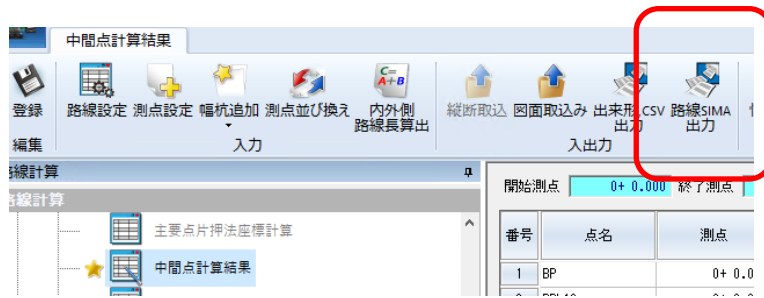 中間点計算結果
登録
路線設定 測点設定 幅杭追加 測点並び換え 内外側
路線長算出
縦断取込 図面取込み 出来形CSV
出力
路線SIMA
出力
編集
入力
入出力
路線計算
路線計算
主要点片押法座標計算
中間点計算結果
開始測点 0+ 0.000 終了測点
番号 点名 測点
1 BP 0+ 0.0